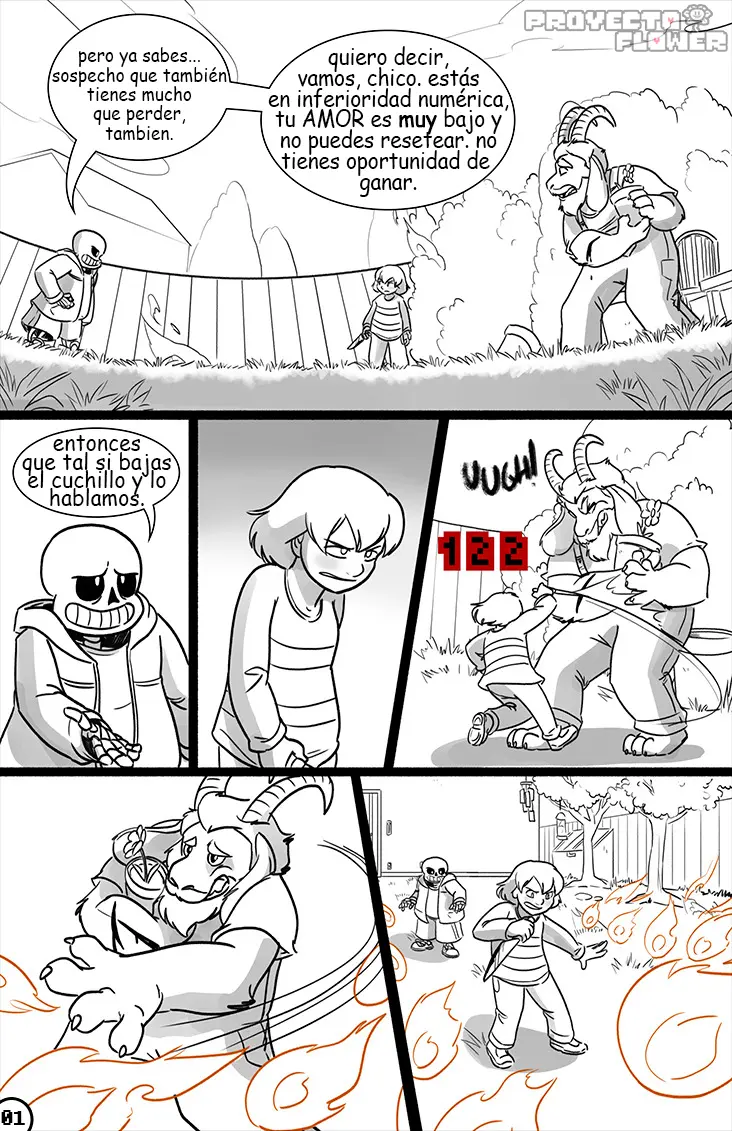 PROYECTO
FLOWER
pero ya sabes...
sospecho que también
tienes mucho
que perder,
tambien.
quiero decir,
vamos, chico. estás
en inferioridad numérica,
tu AMOR es muy bajo y
no puedes resetear. no
tienes oportunidad de
ganar.
entonces
que tal si bajas
el cuchillo y lo
hablamos.
UUGH!
122
01